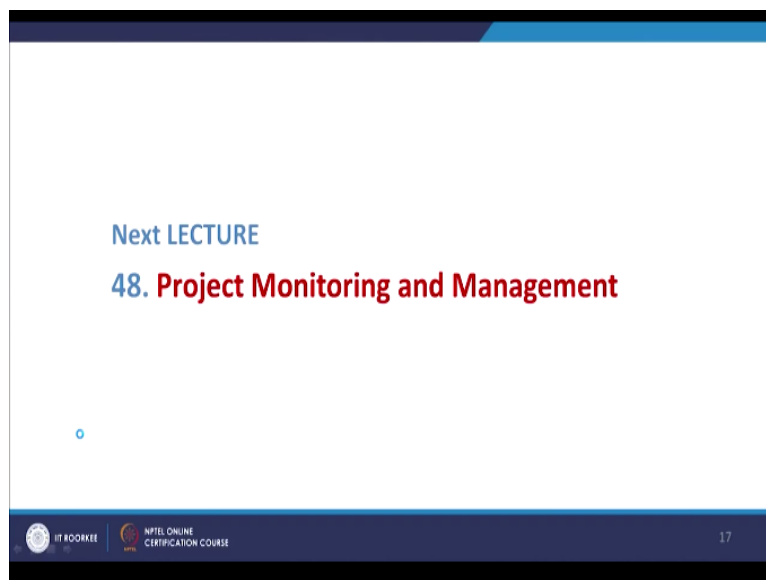 Next LECTURE
48. Project Monitoring and Management
IIT ROORKEE
NPTEL ONLINE
CERTIFICATION COURSE
17